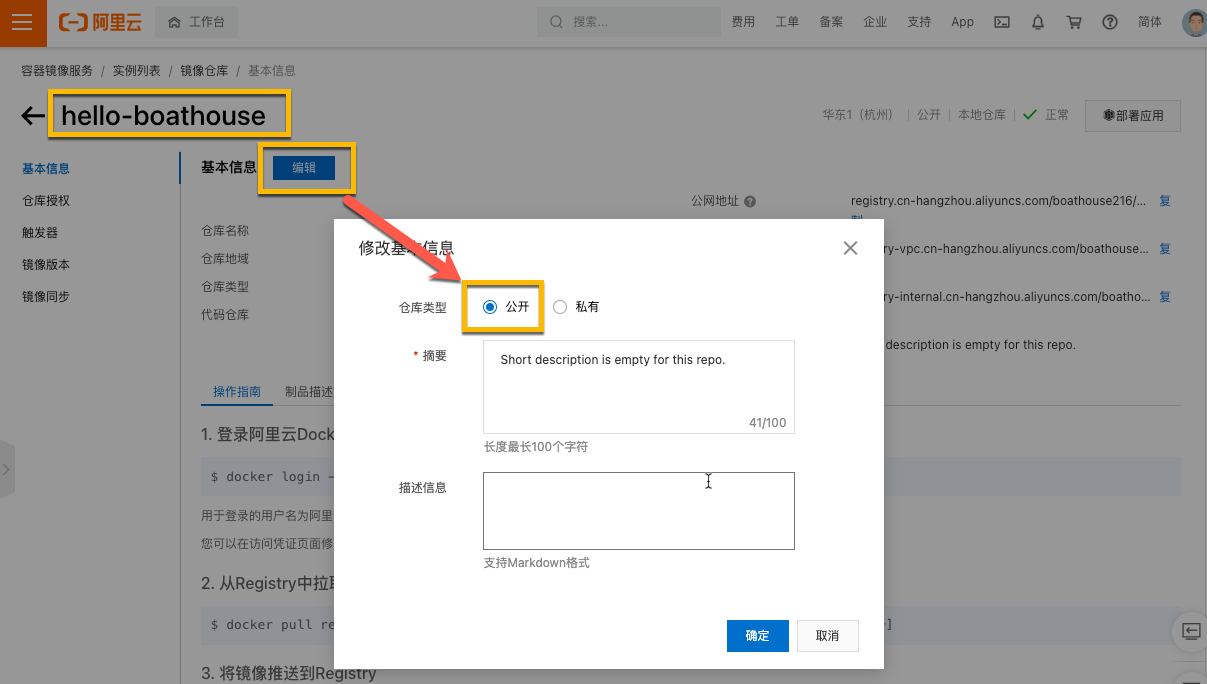 阿里云 工作台 搜索... 费用 工单 备案 企业 支持 App 简体
容器镜像服务 / 实例列表 / 镜像仓库 / 基本信息
hello-boathouse 华东1（杭州） 公开 本地仓库 正常 部署应用
基本信息
仓库授权
触发器
镜像版本
镜像同步
基本信息 编辑
公网地址 registry.cn-hangzhou.aliyuncs.com/boathouse216/... 复
仓库名称
仓库地域 ry-vpc.cn-hangzhou.aliyuncs.com/boathouse... 复
仓库类型 ry-internal.cn-hangzhou.aliyuncs.com/boatho... 复
代码仓库
description is empty for this repo.
操作指南 制品描述
1. 登录阿里云Dock
$ docker login -
用于登录的用户名为阿里
您可以在访问凭证页面修
2. 从Registry中拉取
$ docker pull re ]
3. 将镜像推送到Registry
修改基本信息
仓库类型 公开 私有
* 摘要 Short description is empty for this repo.
41/100
长度最长100个字符
描述信息
支持Markdown格式
确定 取消